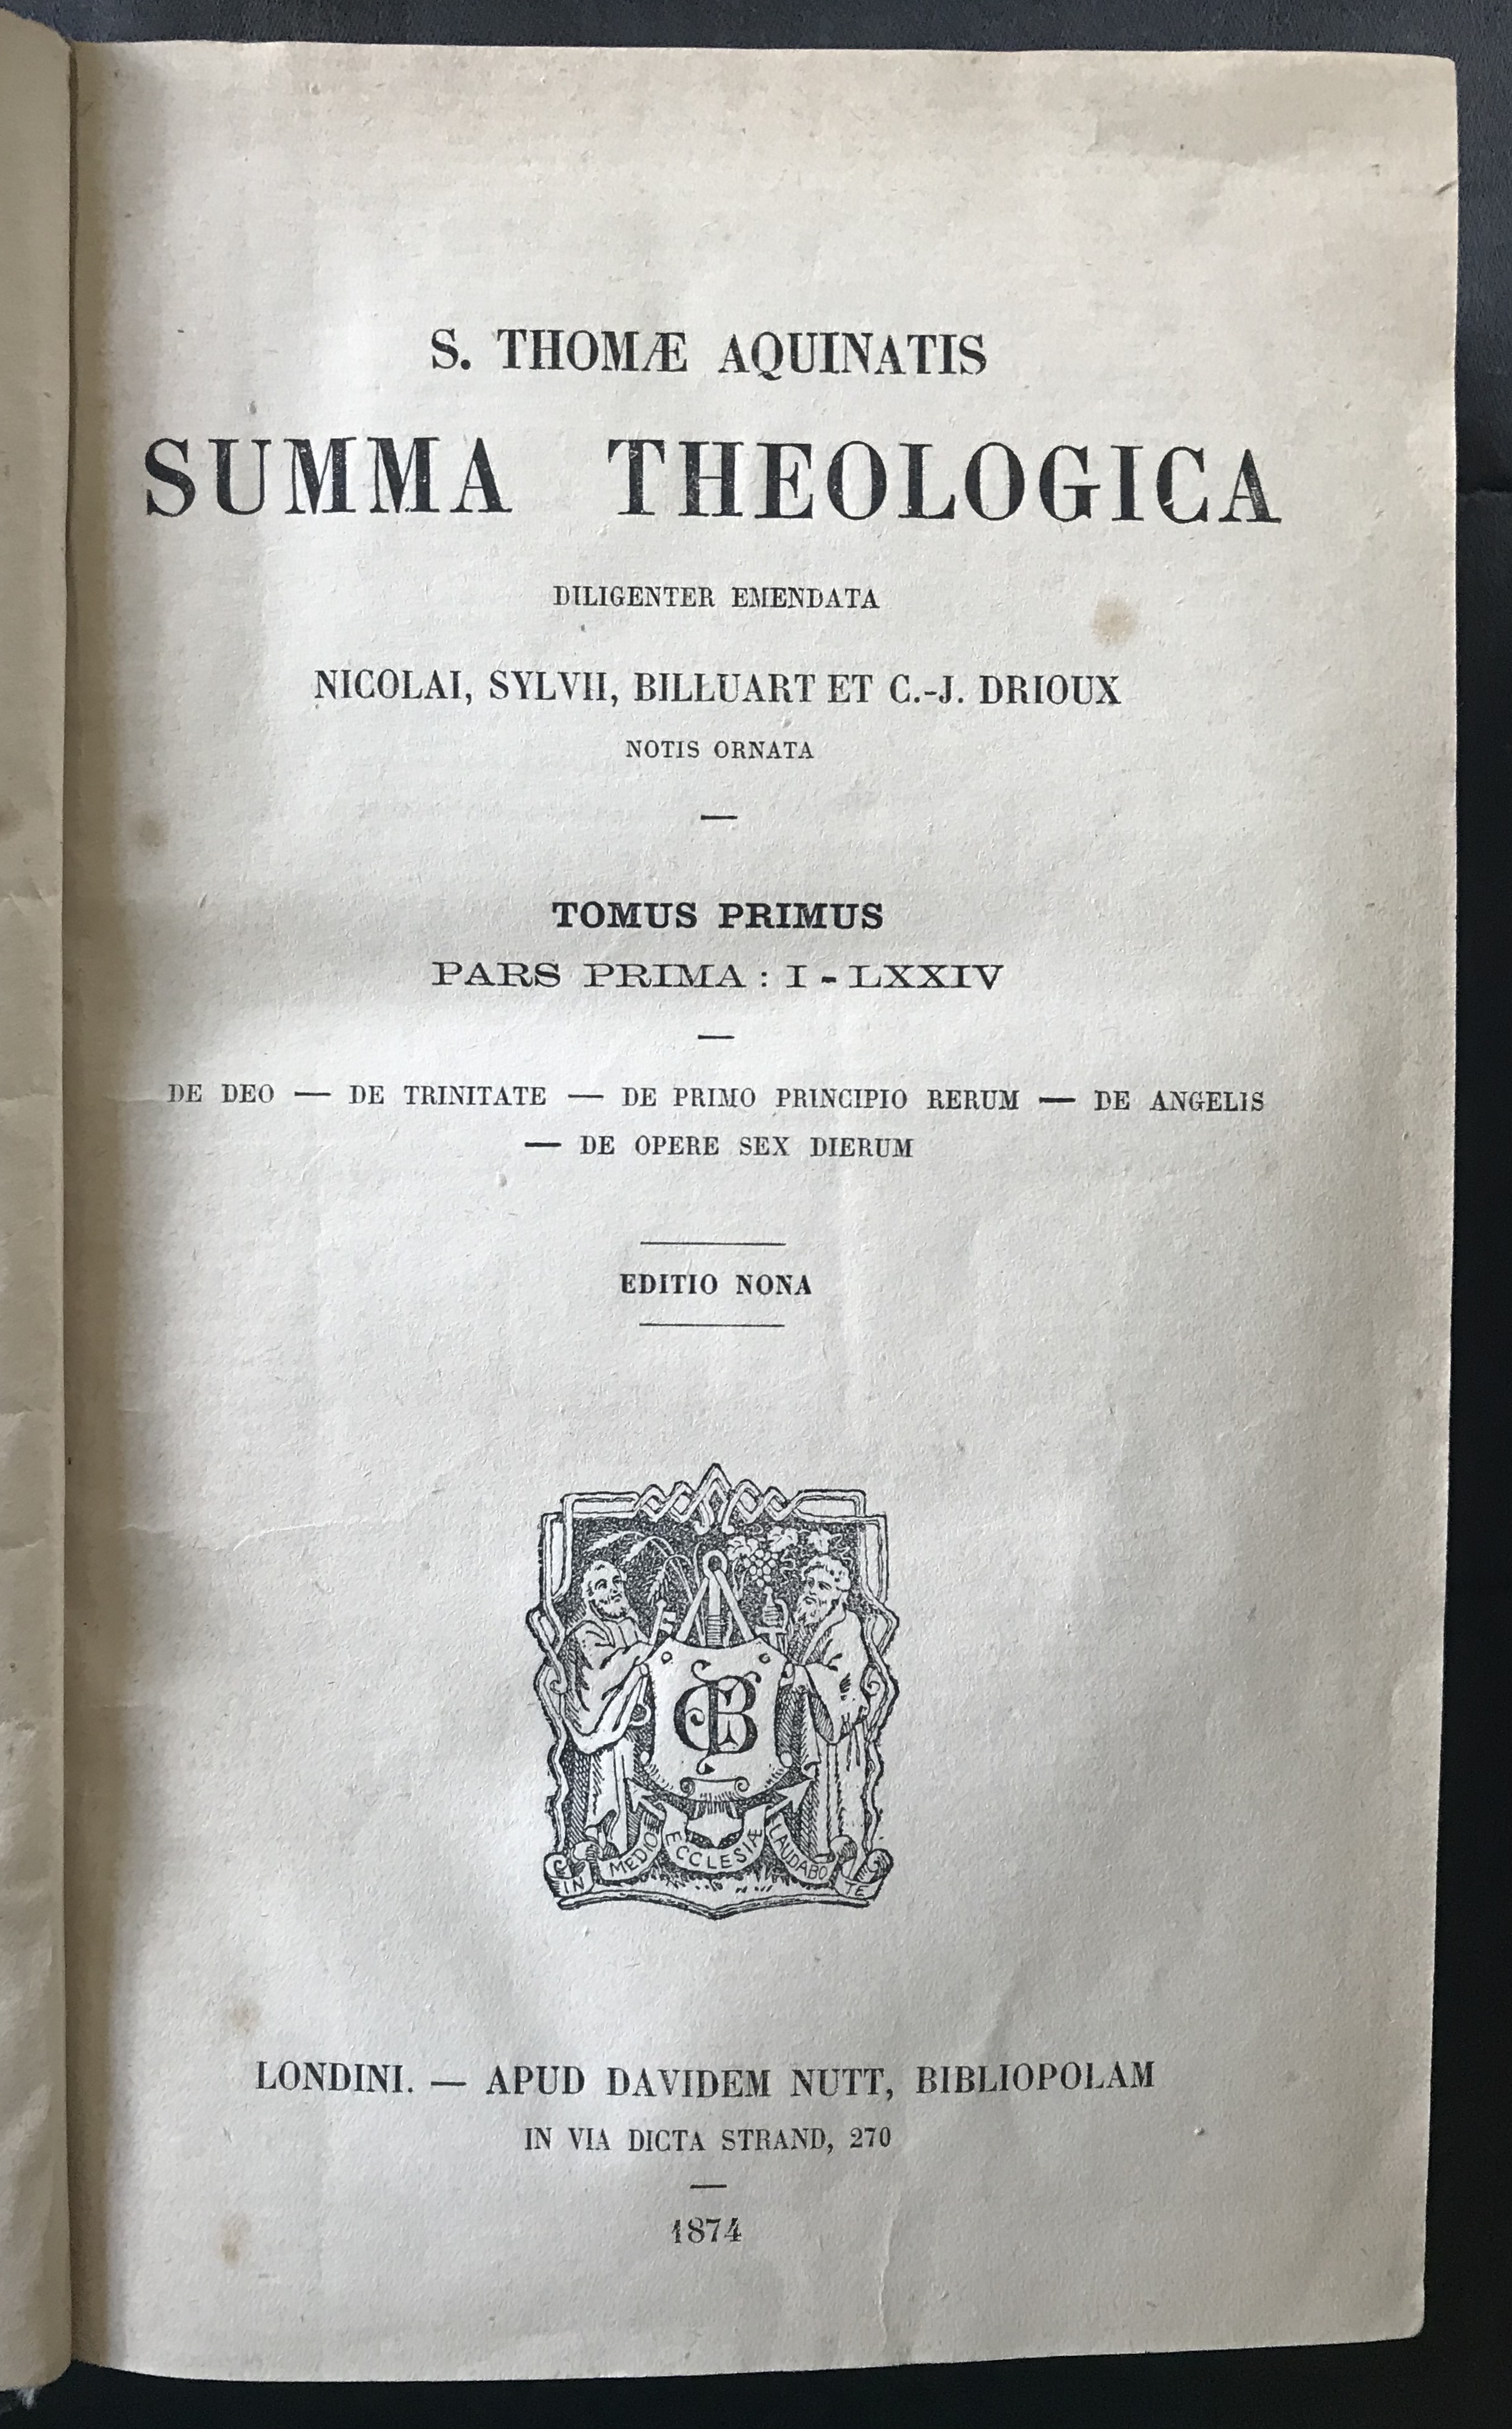 S. THOMÆ AQUINATIS
SUMMA THEOLOGICA
DILIGENTER EMENDATA
NICOLAI, SYLVII, BILLUART ET C.-J. DRIOUX
NOTIS ORNATA
—
TOMUS PRIMUS
PARS PRIMA : I - LXXIV
—
DE DEO — DE TRINITATE — DE PRIMO PRINCIPIO RERUM — DE ANGELIS
— DE OPERE SEX DIERUM
EDITIO NONA
CB
IN MEDIO ECCLESIÆ LAUDABO TE
LONDINI. — APUD DAVIDEM NUTT, BIBLIOPOLAM
IN VIA DICTA STRAND, 270
—
1874